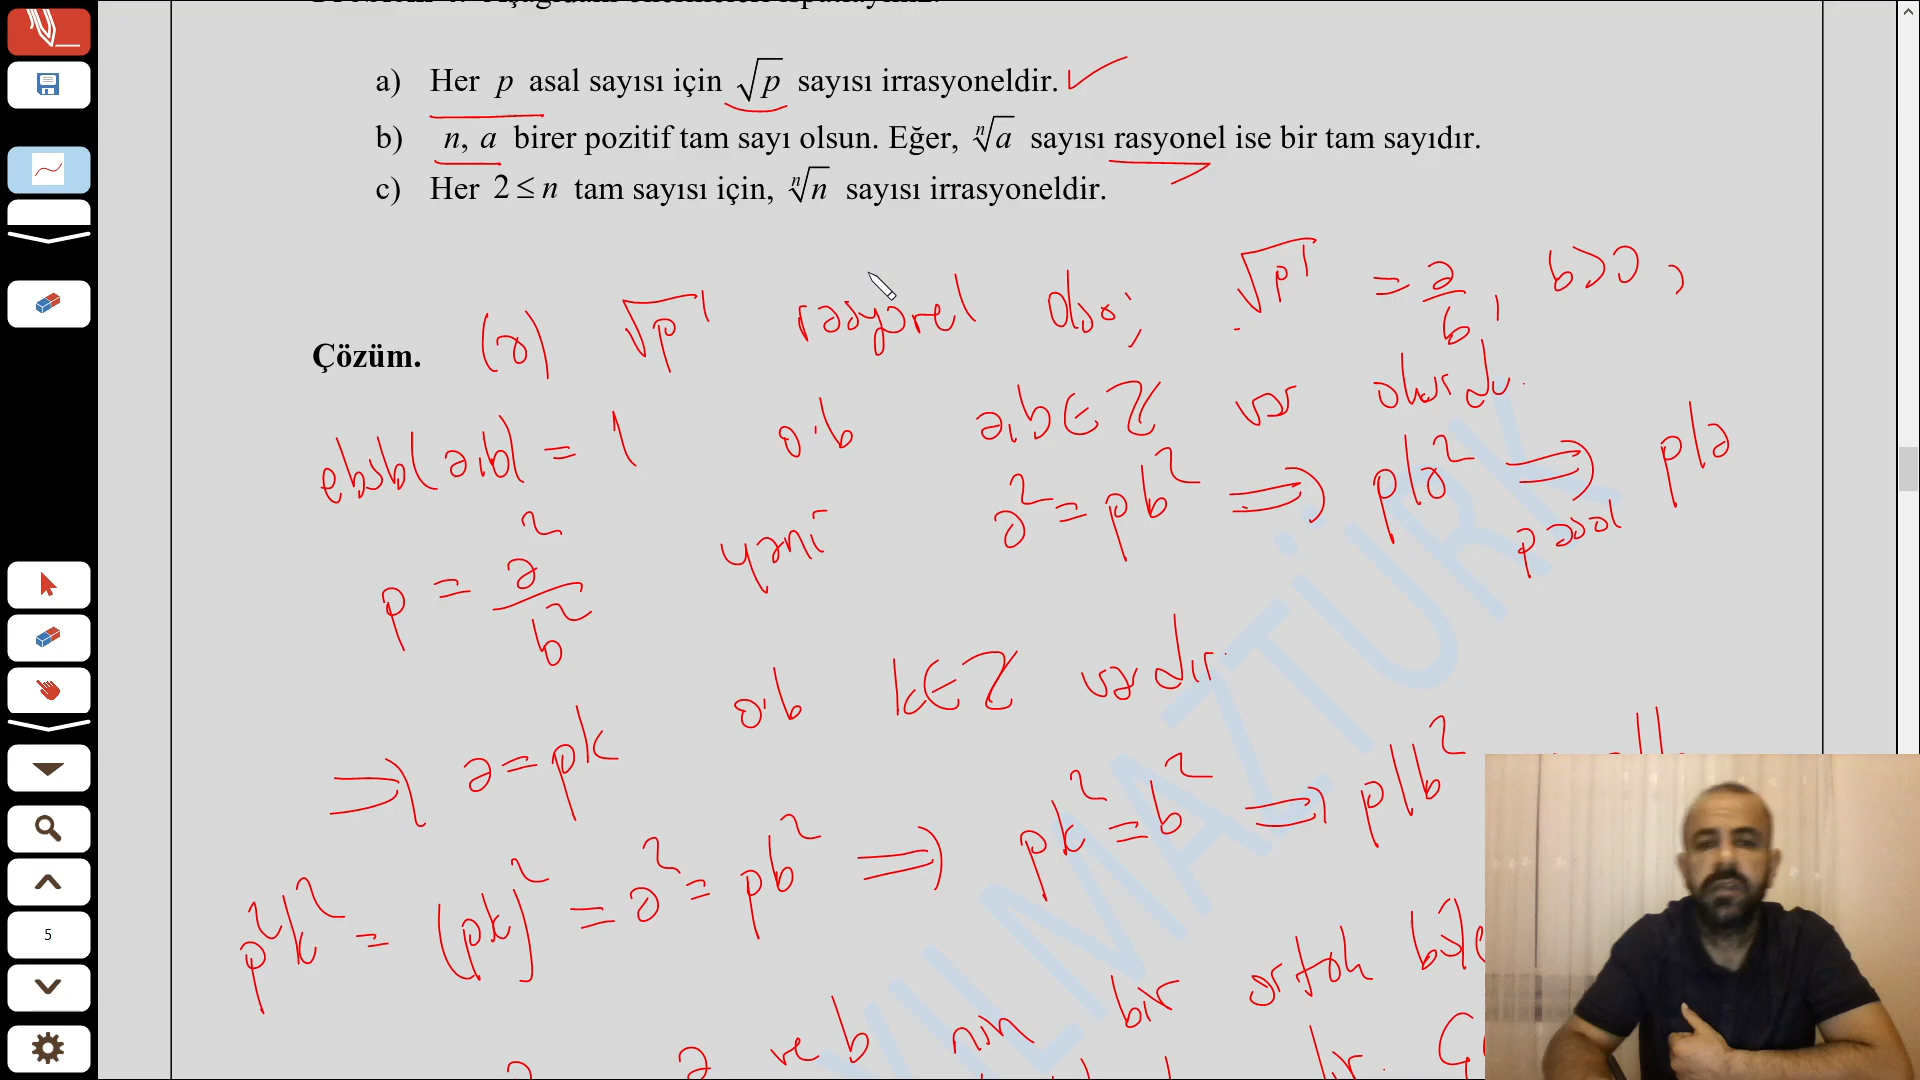 a) Her p asal sayısı için √p sayısı irrasyoneldir. ✓
b) n, a birer pozitif tam sayı olsun. Eğer, ⁿ√a sayısı rasyonel ise bir tam sayıdır.
c) Her 2 ≤ n tam sayısı için, ⁿ√n sayısı irrasyoneldir.
Çözüm. (a) √p rasyonel olsa; √p = a/b, b>0,
ebob(a,b) = 1 o.b a,b∈Z var olurdu.
p = a²/b² yani a² = pb² ⟹ p|a² ⟹ p|a
p asal
⟹ a = pk o.b k∈Z vardır.
p²k² = (pk)² = a² = pb² ⟹ pk² = b² ⟹ p|b²
a ve b nin bir ortak
YILMAZTÜRK
5